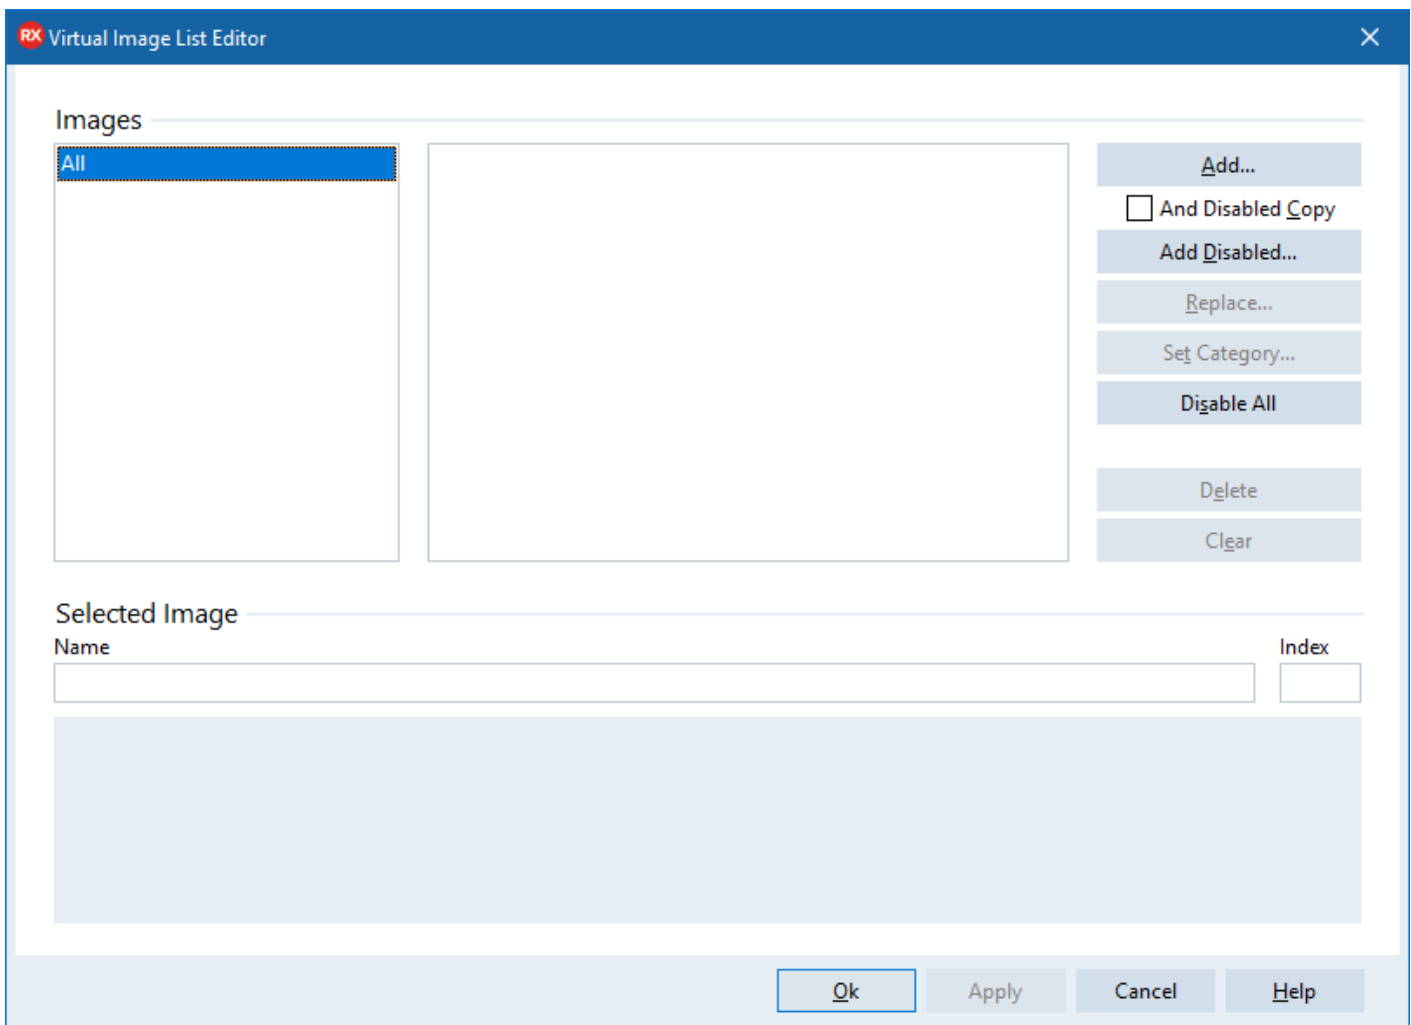 RX Virtual Image List Editor
Images
All
Add...
And Disabled Copy
Add Disabled...
Replace...
Set Category...
Disable All
Delete
Clear
Selected Image
Name Index
Ok Apply Cancel Help